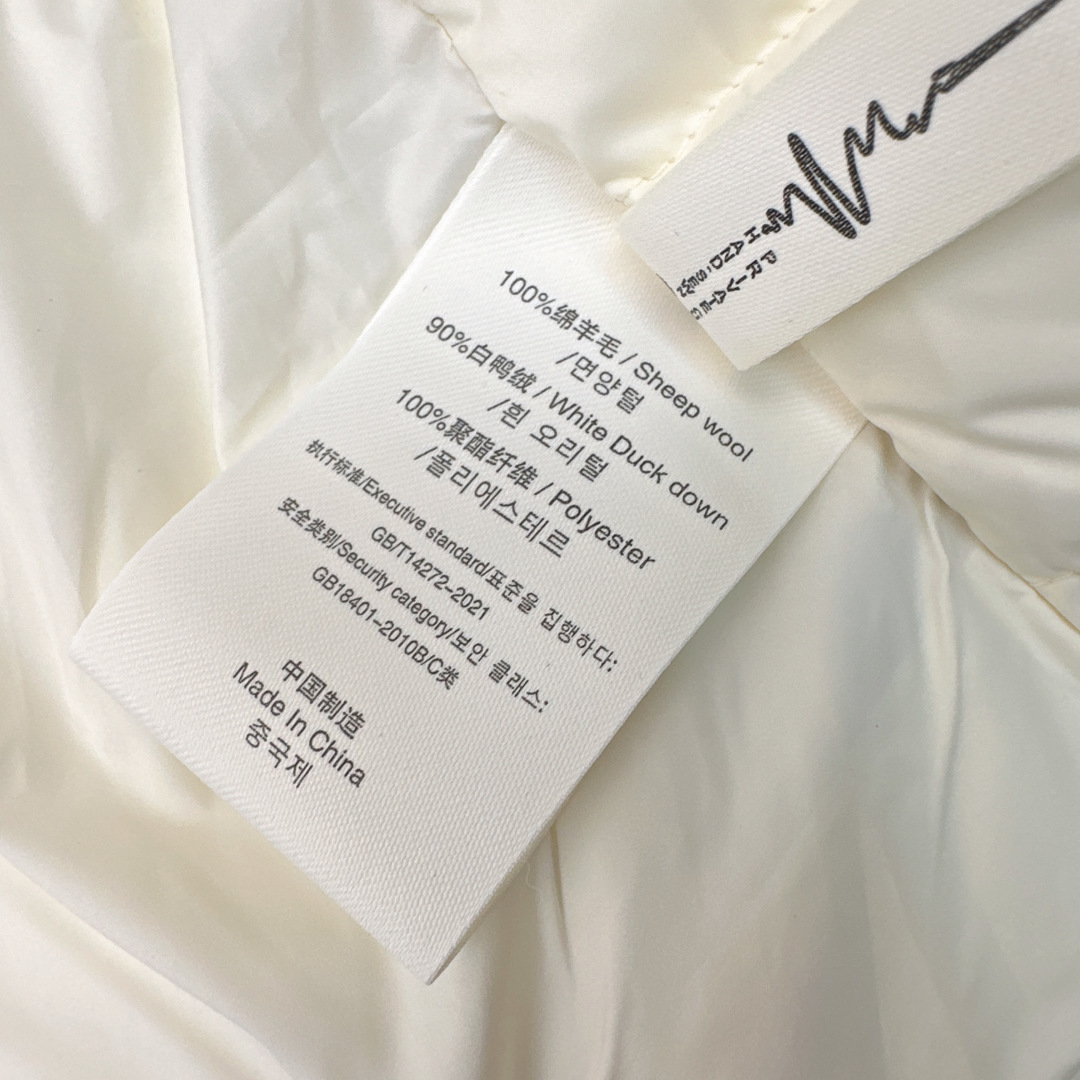 100%绵羊毛 / Sheep wool
/면양털
90%白鸭绒 / White Duck down
/흰 오리털
100%聚酯纤维 / Polyester
/폴리에스테르
执行标准/Executive standard/표준을 집행하다:
GB/T14272-2021
安全类别/Security category/보안 클래스:
GB18401-2010B/C类
中国制造
Made In China
중국제